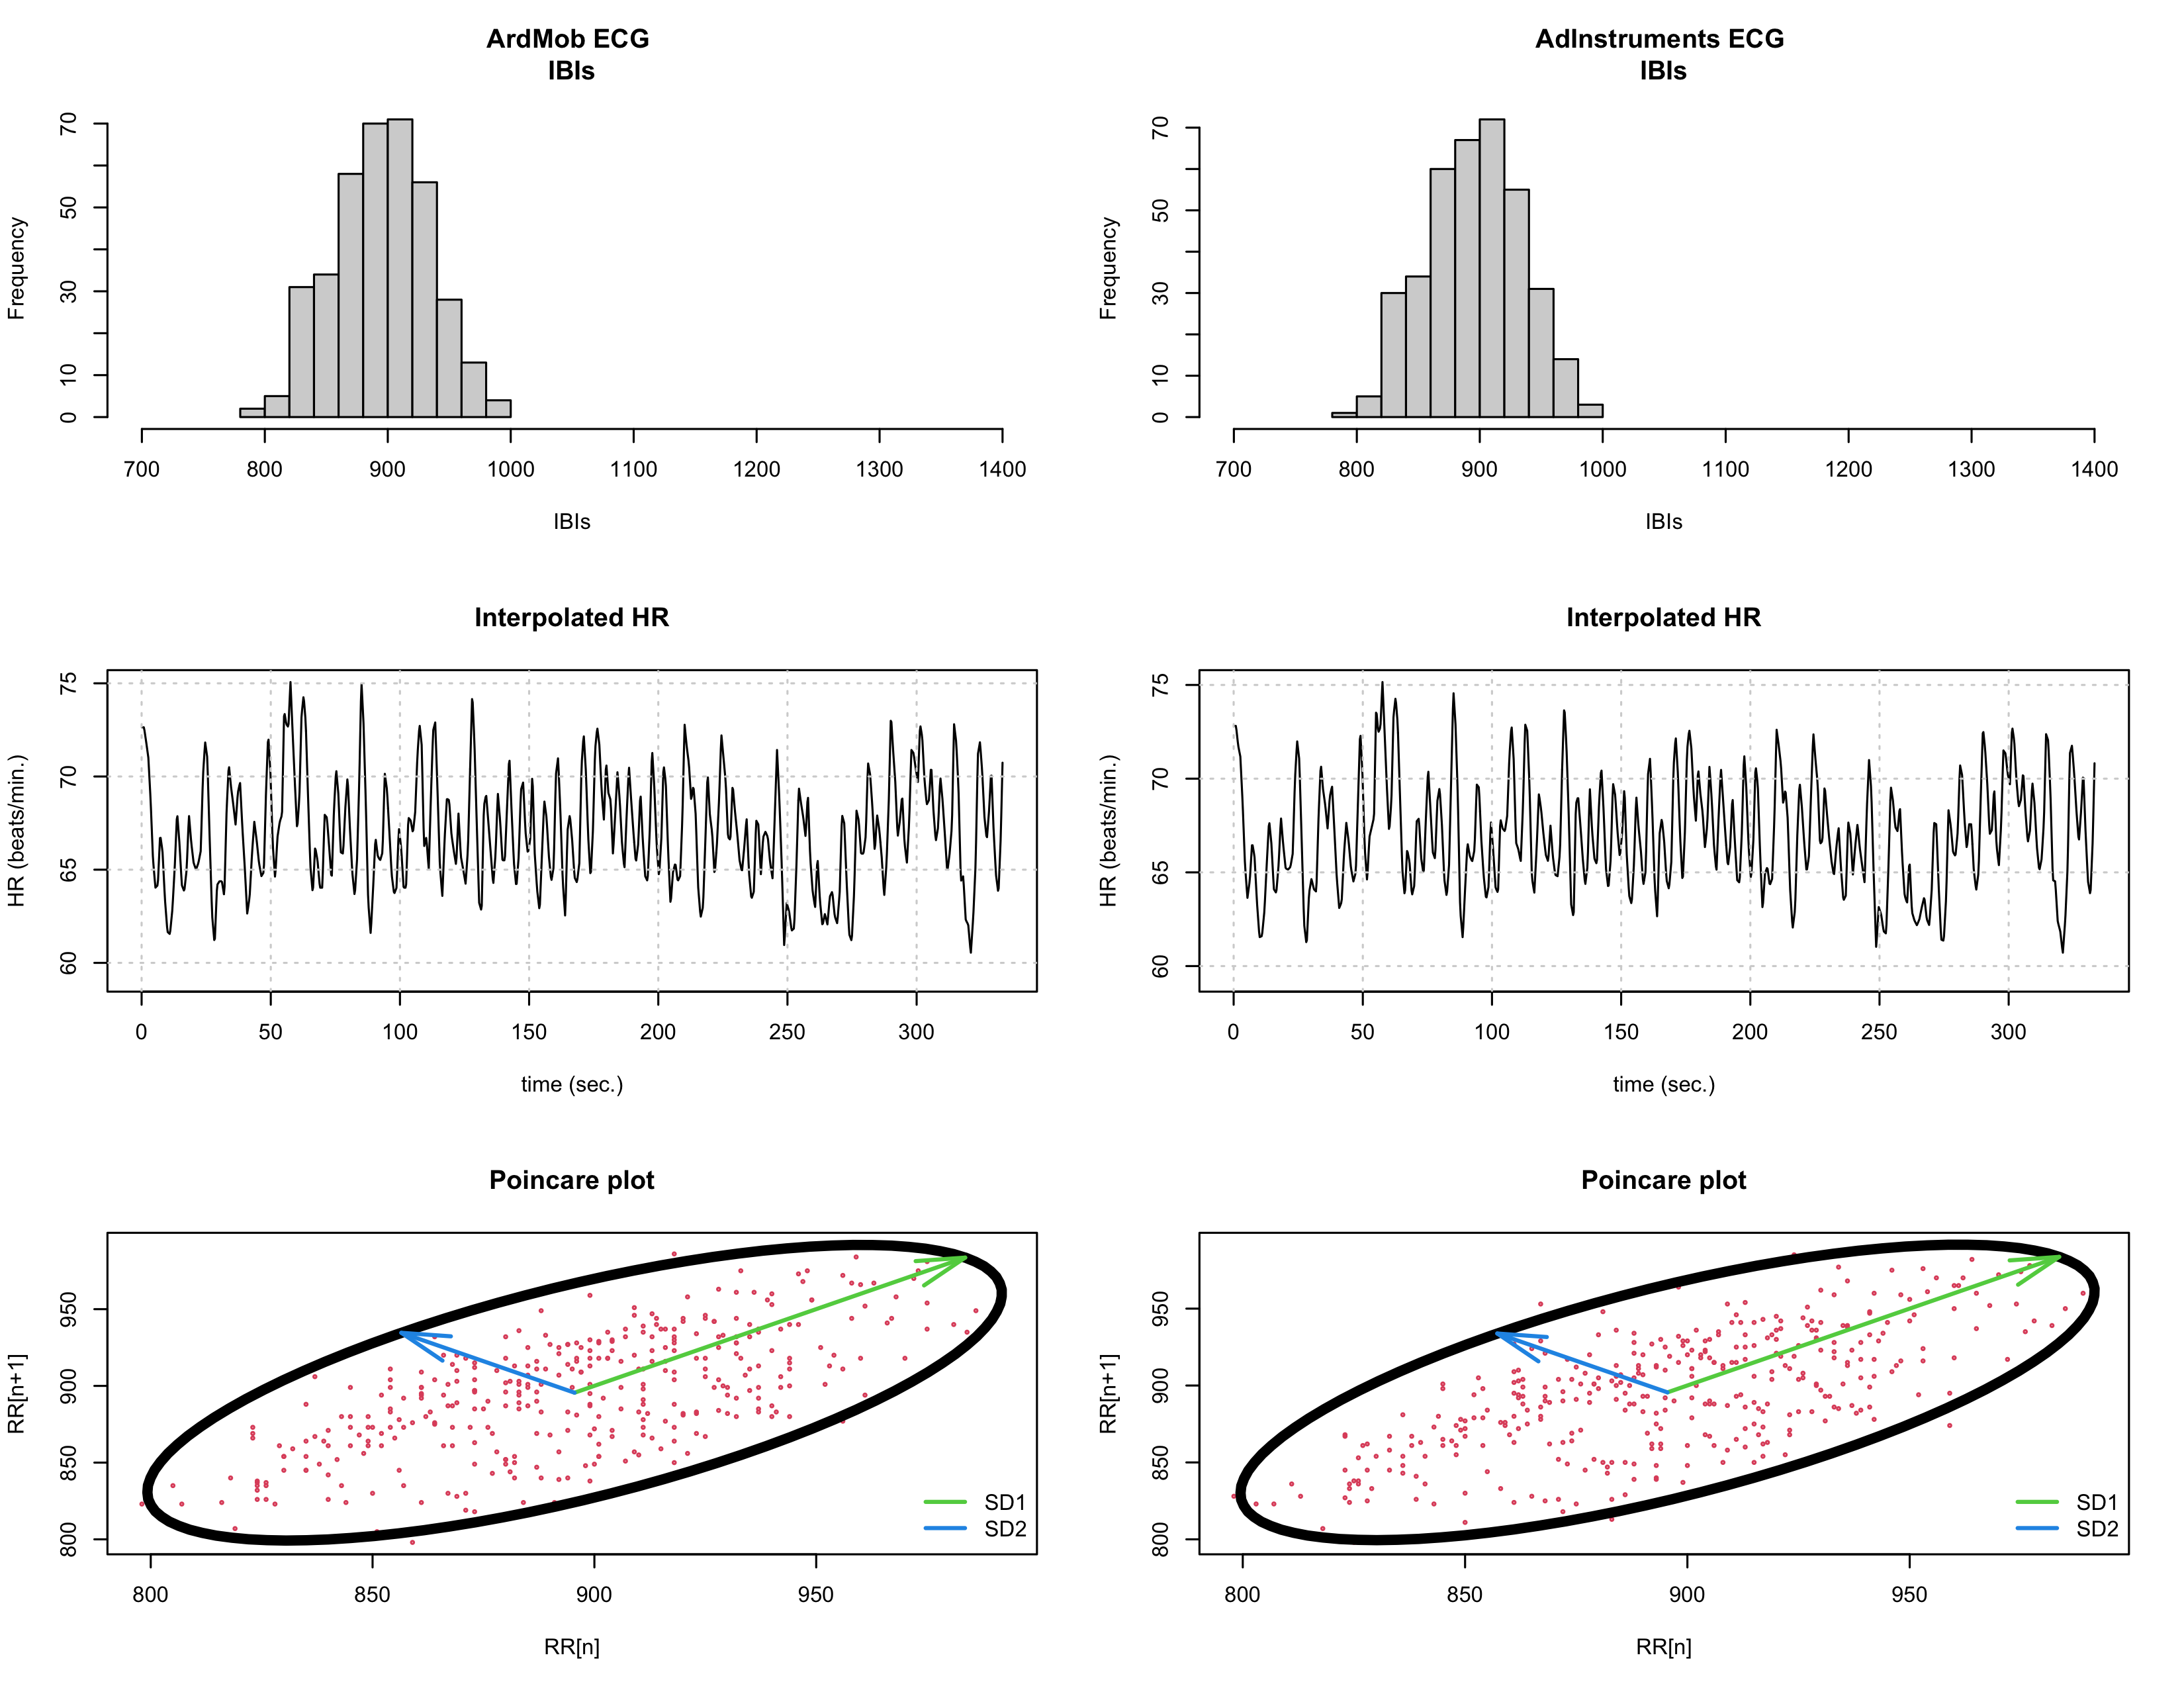 ArdMob ECG
IBIs
Frequency
0 10 30 50 70
700 800 900 1000 1100 1200 1300 1400
IBIs
AdInstruments ECG
IBIs
Frequency
0 10 30 50 70
700 800 900 1000 1100 1200 1300 1400
IBIs
Interpolated HR
HR (beats/min.)
60 65 70 75
0 50 100 150 200 250 300
time (sec.)
Interpolated HR
HR (beats/min.)
60 65 70 75
0 50 100 150 200 250 300
time (sec.)
Poincare plot
RR[n+1]
800 850 900 950
SD1
SD2
800 850 900 950
RR[n]
Poincare plot
RR[n+1]
800 850 900 950
SD1
SD2
800 850 900 950
RR[n]